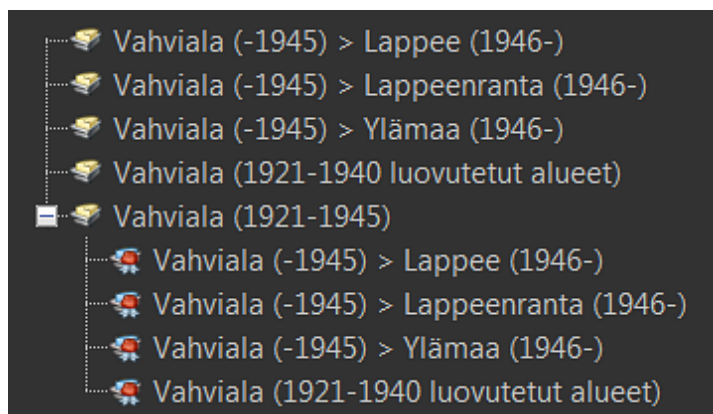 Vahviala (-1945) > Lappee (1946-)
Vahviala (-1945) > Lappeenranta (1946-)
Vahviala (-1945) > Ylämaa (1946-)
Vahviala (1921-1940 luovutetut alueet)
Vahviala (1921-1945)
Vahviala (-1945) > Lappee (1946-)
Vahviala (-1945) > Lappeenranta (1946-)
Vahviala (-1945) > Ylämaa (1946-)
Vahviala (1921-1940 luovutetut alueet)